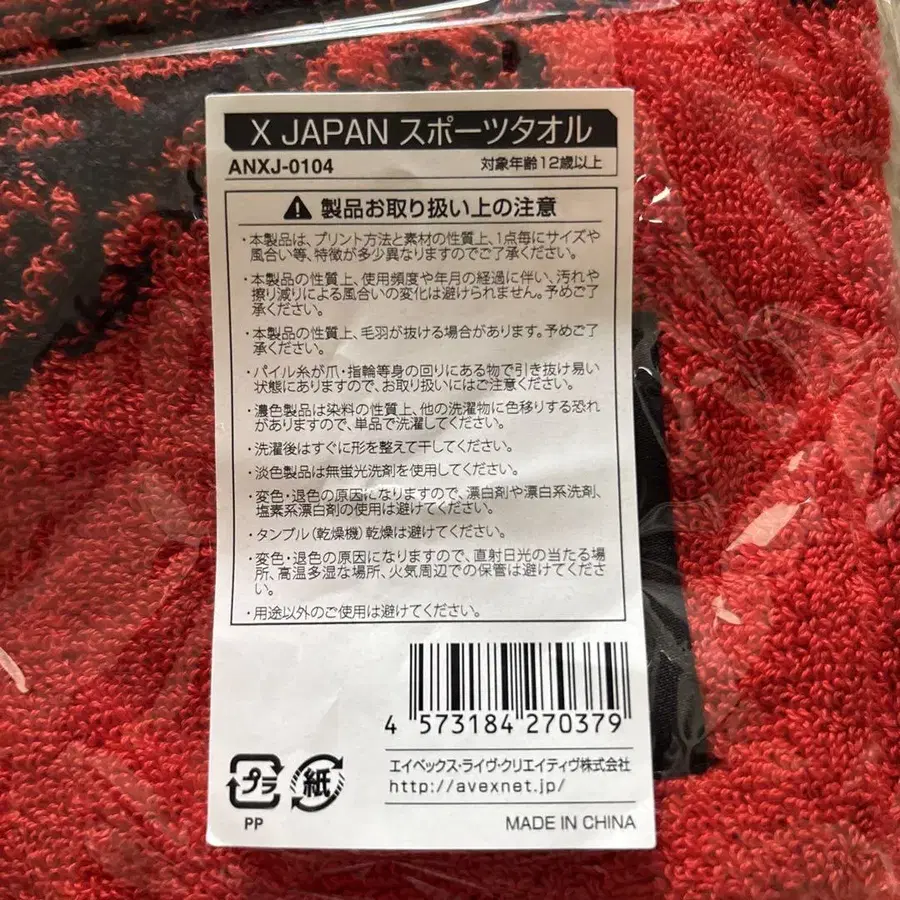 X JAPAN スポーツタオル
ANXJ-0104 対象年齢12歳以上
⚠ 製品お取り扱い上の注意
・本製品は、プリント方法と素材の性質上、1点毎にサイズや
風合い等、特徴が多少異なりますのでご了承ください。
・本製品の性質上、使用頻度や年月の経過に伴い、汚れや
擦り減りによる風合いの変化は避けられません。予めご了
承ください。
・本製品の性質上、毛羽が抜ける場合があります。予めご了
承ください。
・パイル糸が爪・指輪等身の回りにある物で引き抜け易い
状態にありますので、お取り扱いにはご注意ください。
・濃色製品は染料の性質上、他の洗濯物に色移りする恐れ
がありますので、単品で洗濯してください。
・洗濯後はすぐに形を整えて干してください。
・淡色製品は無蛍光洗剤を使用してください。
・変色・退色の原因になりますので、漂白剤や漂白系洗剤、
塩素系漂白剤の使用は避けてください。
・タンブル（乾燥機）乾燥は避けてください。
・変色・退色の原因になりますので、直射日光の当たる場
所、高温多湿な場所、火気周辺での保管は避けてくださ
い。
・用途以外のご使用は避けてください。
4 573184 270379
エイベックス・ライヴ・クリエイティヴ株式会社
http://avexnet.jp/
プラ 紙
PP
MADE IN CHINA